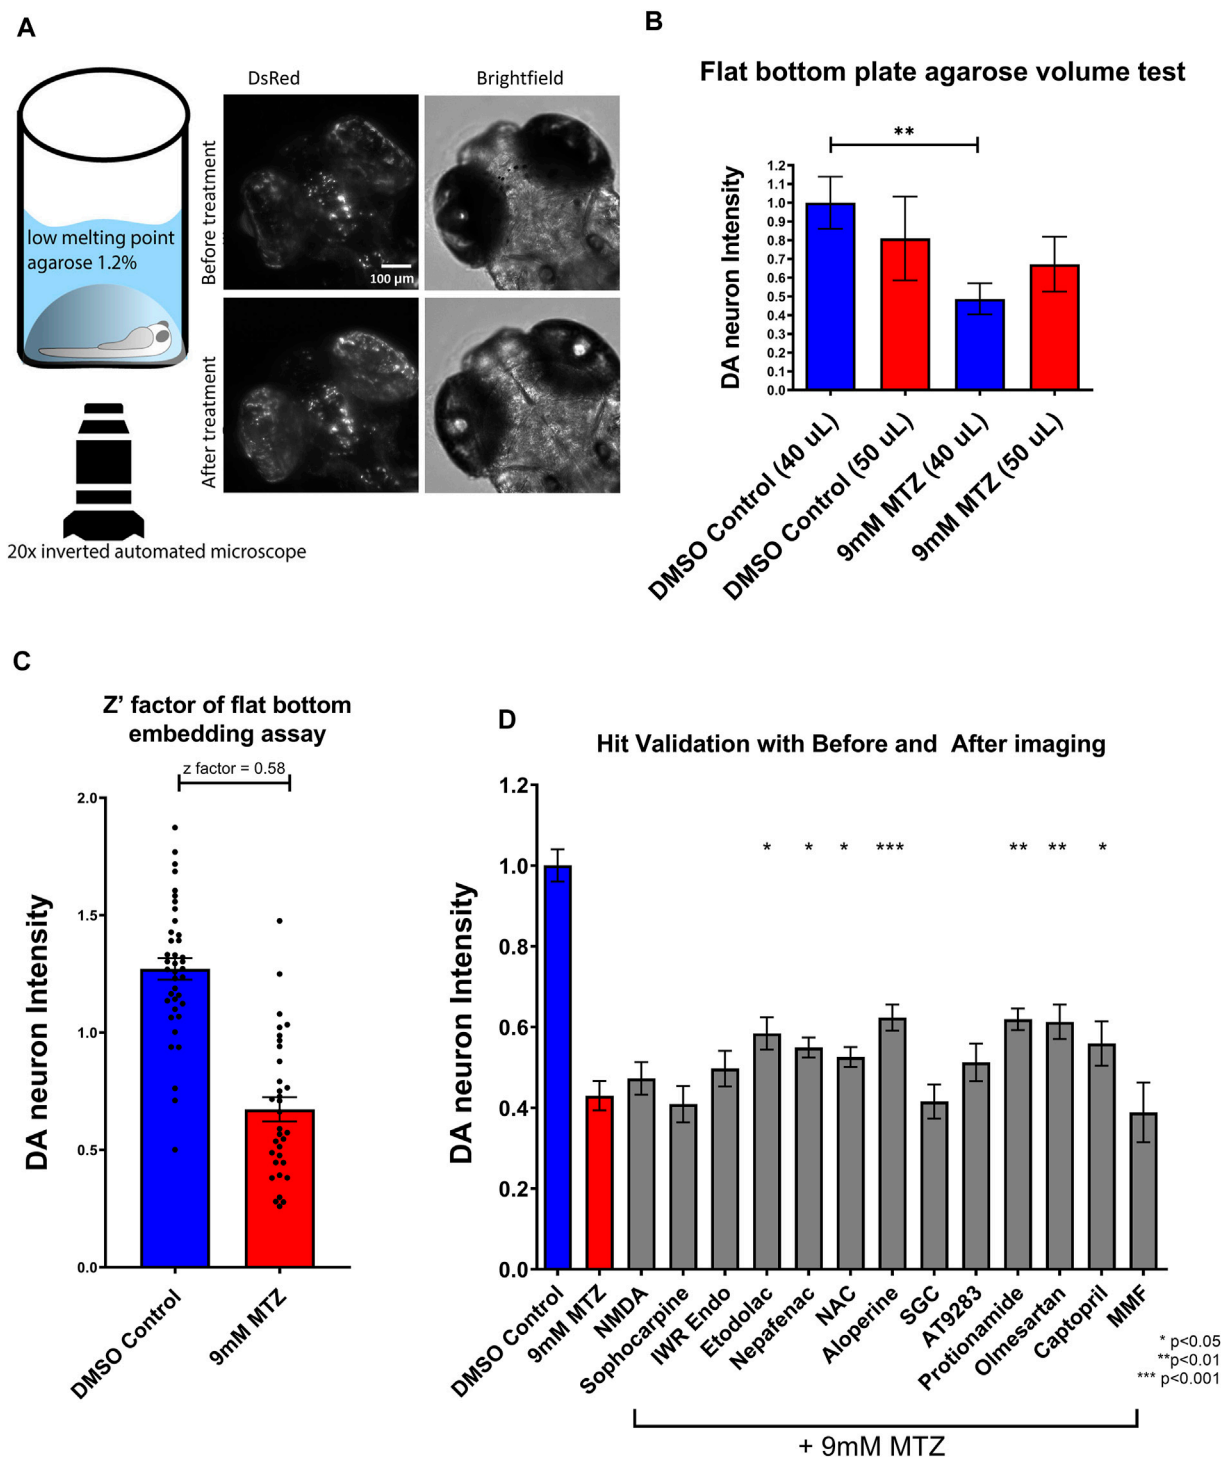 A
DsRed
Brightfield
Before treatment
After treatment
low melting point
agarose 1.2%
100 µm
20x inverted automated microscope
B
Flat bottom plate agarose volume test
**
DA neuron Intensity
1.2
1.1
1.0
0.9
0.8
0.7
0.6
0.5
0.4
0.3
0.2
0.1
0.0
DMSO Control (40 uL)
DMSO Control (50 uL)
9mM MTZ (40 uL)
9mM MTZ (50 uL)
C
Z’ factor of flat bottom
embedding assay
z factor = 0.58
DA neuron Intensity
2.0
1.5
1.0
0.5
0.0
DMSO Control
9mM MTZ
D
Hit Validation with Before and After imaging
DA neuron Intensity
1.2
1.0
0.8
0.6
0.4
0.2
0.0
* * * *** ** ** *
DMSO Control
9mM MTZ
NMDA
Sophocarpine
IWR Endo
Etodolac
Nepafenac
NAC
Aloperine
SGC
AT9283
Protionamide
Olmesartan
Captopril
MMF
* p<0.05
**p<0.01
*** p<0.001
+ 9mM MTZ